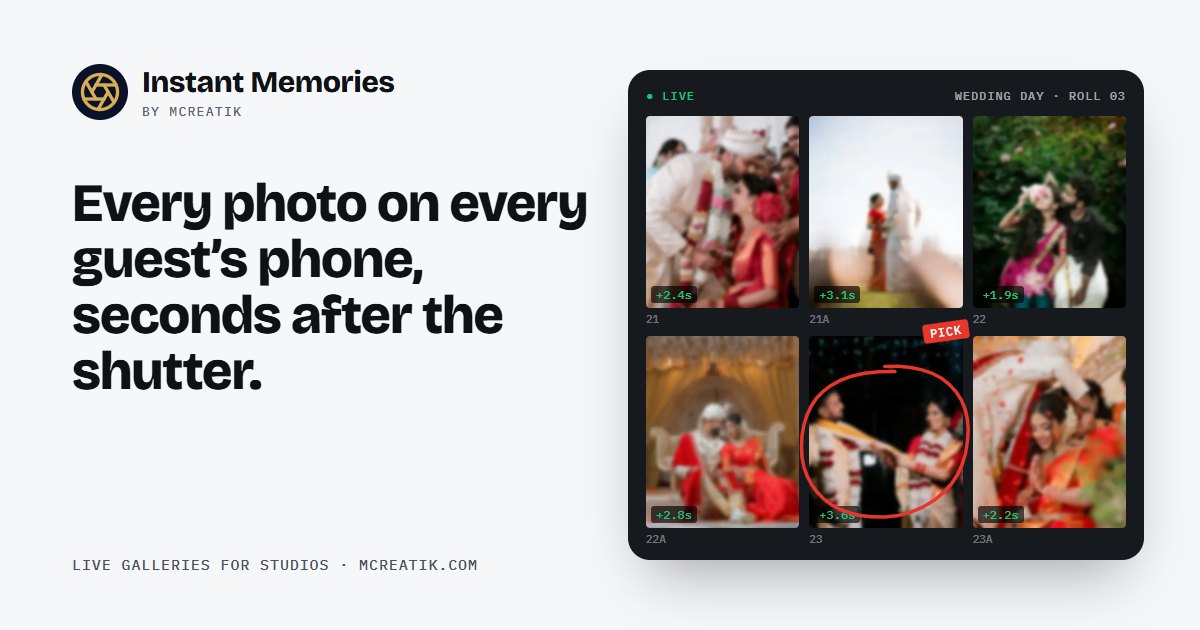 Instant Memories
BY MCREATIK
Every photo on every
guest’s phone,
seconds after the
shutter.
LIVE GALLERIES FOR STUDIOS · MCREATIK.COM
● LIVE
WEDDING DAY · ROLL 03
+2.4s
+3.1s
+1.9s
21
21A
22
PICK
+2.8s
+3.6s
+2.2s
22A
23
23A